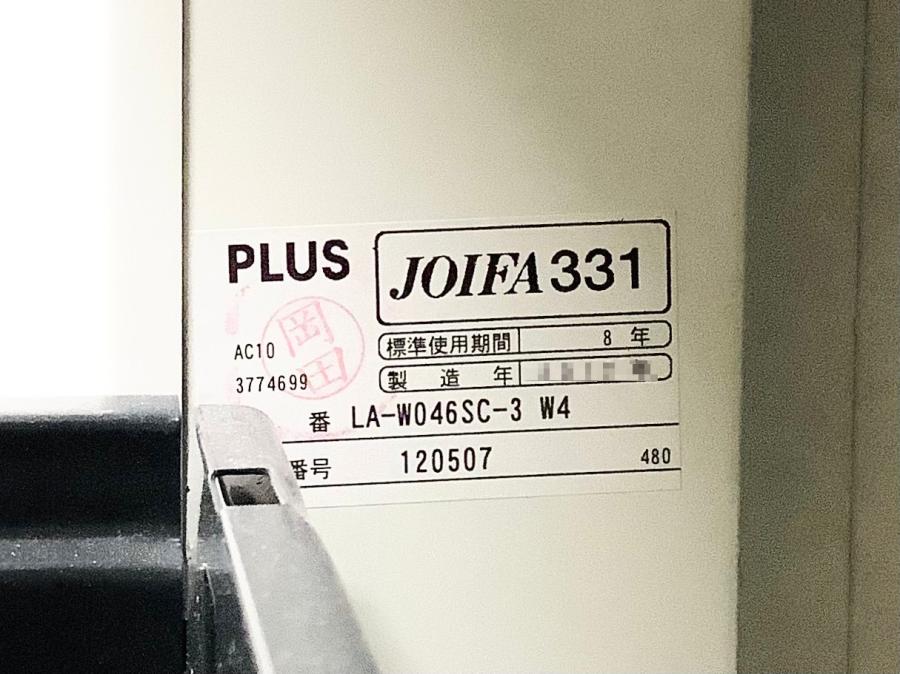 PLUS
JOIFA331
岡田
AC10
3774699
標準使用期間 8 年
製 造 年
番 LA-W046SC-3 W4
番号 120507 480